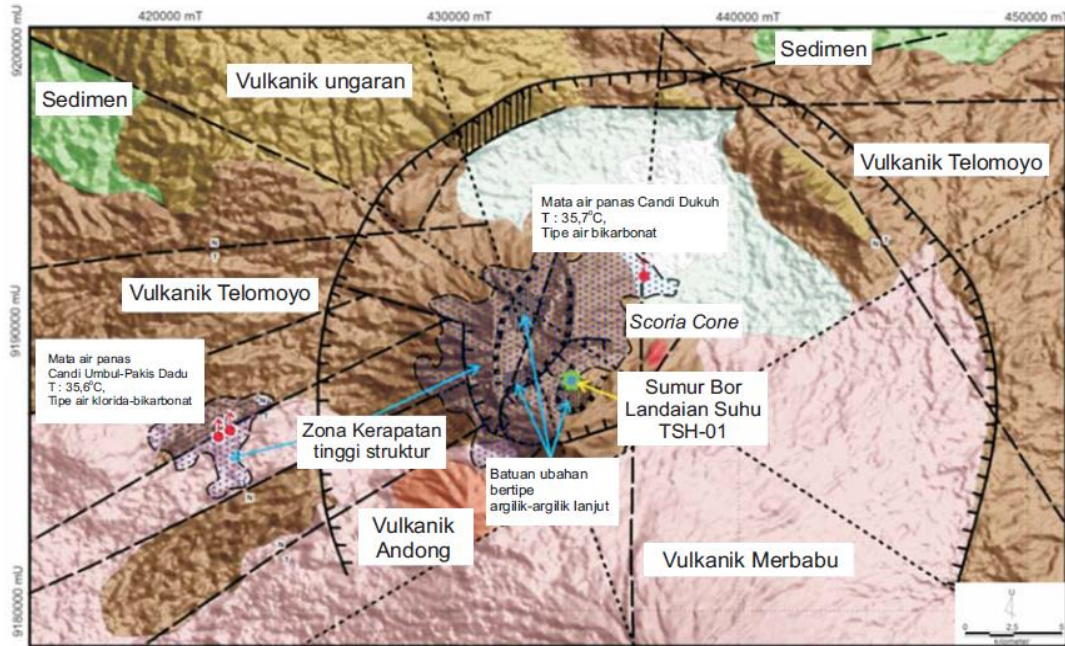 420000 mT
430000 mT
440000 mT
450000 mT
9200000 mU
Sedimen
Vulkanik ungaran
Sedimen
Vulkanik Telomoyo
Mata air panas Candi Dukuh
T : 35,7°C,
Tipe air bikarbonat
Vulkanik Telomoyo
9190000 mU
Scoria Cone
Mata air panas
Candi Umbul-Pakis Dadu
T : 35,6°C,
Tipe air klorida-bikarbonat
Sumur Bor
Landaian Suhu
TSH-01
Zona Kerapatan
tinggi struktur
Batuan ubahan
bertipe
argilik-argilik lanjut
Vulkanik
Andong
Vulkanik Merbabu
9180000 mU
U
0 2.5 5
kilometer